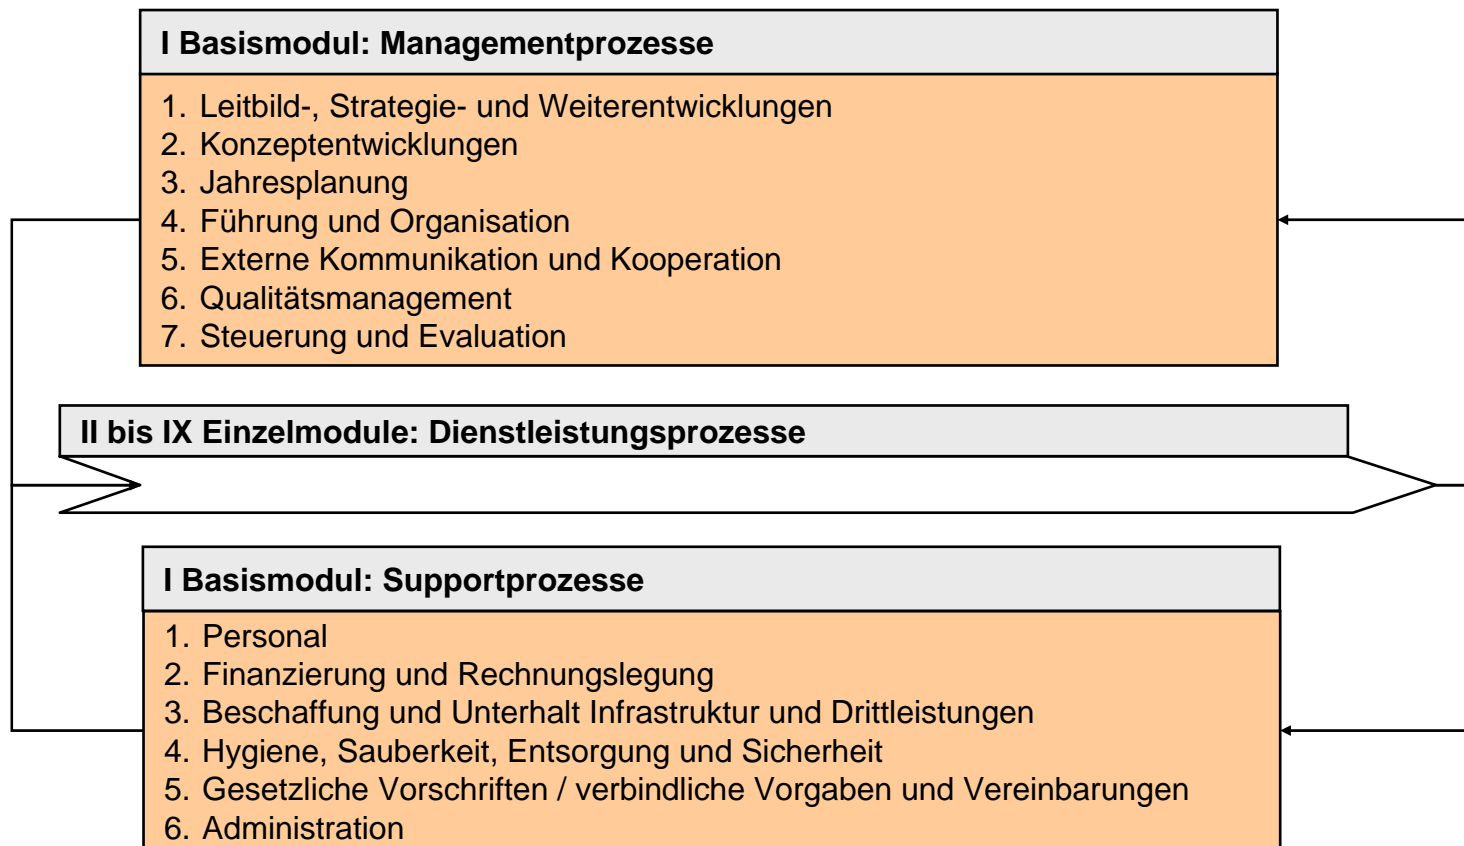 I Basismodul: Managementprozesse
1. Leitbild-, Strategie- und Weiterentwicklungen
2. Konzeptentwicklungen
3. Jahresplanung
4. Führung und Organisation
5. Externe Kommunikation und Kooperation
6. Qualitätsmanagement
7. Steuerung und Evaluation
II bis IX Einzelmodule: Dienstleistungsprozesse
I Basismodul: Supportprozesse
1. Personal
2. Finanzierung und Rechnungslegung
3. Beschaffung und Unterhalt Infrastruktur und Drittleistungen
4. Hygiene, Sauberkeit, Entsorgung und Sicherheit
5. Gesetzliche Vorschriften / verbindliche Vorgaben und Vereinbarungen
6. Administration